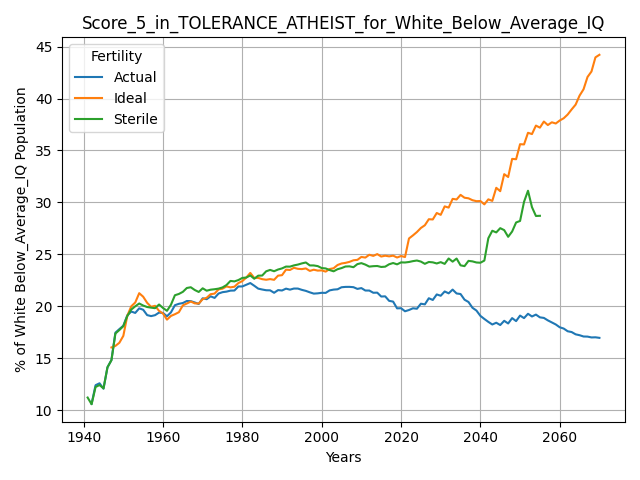 Score_5_in_TOLERANCE_ATHEIST_for_White_Below_Average_IQ
% of White Below_Average_IQ Population
45
40
35
30
25
20
15
10
Fertility
Actual
Ideal
Sterile
1940 1960 1980 2000 2020 2040 2060
Years